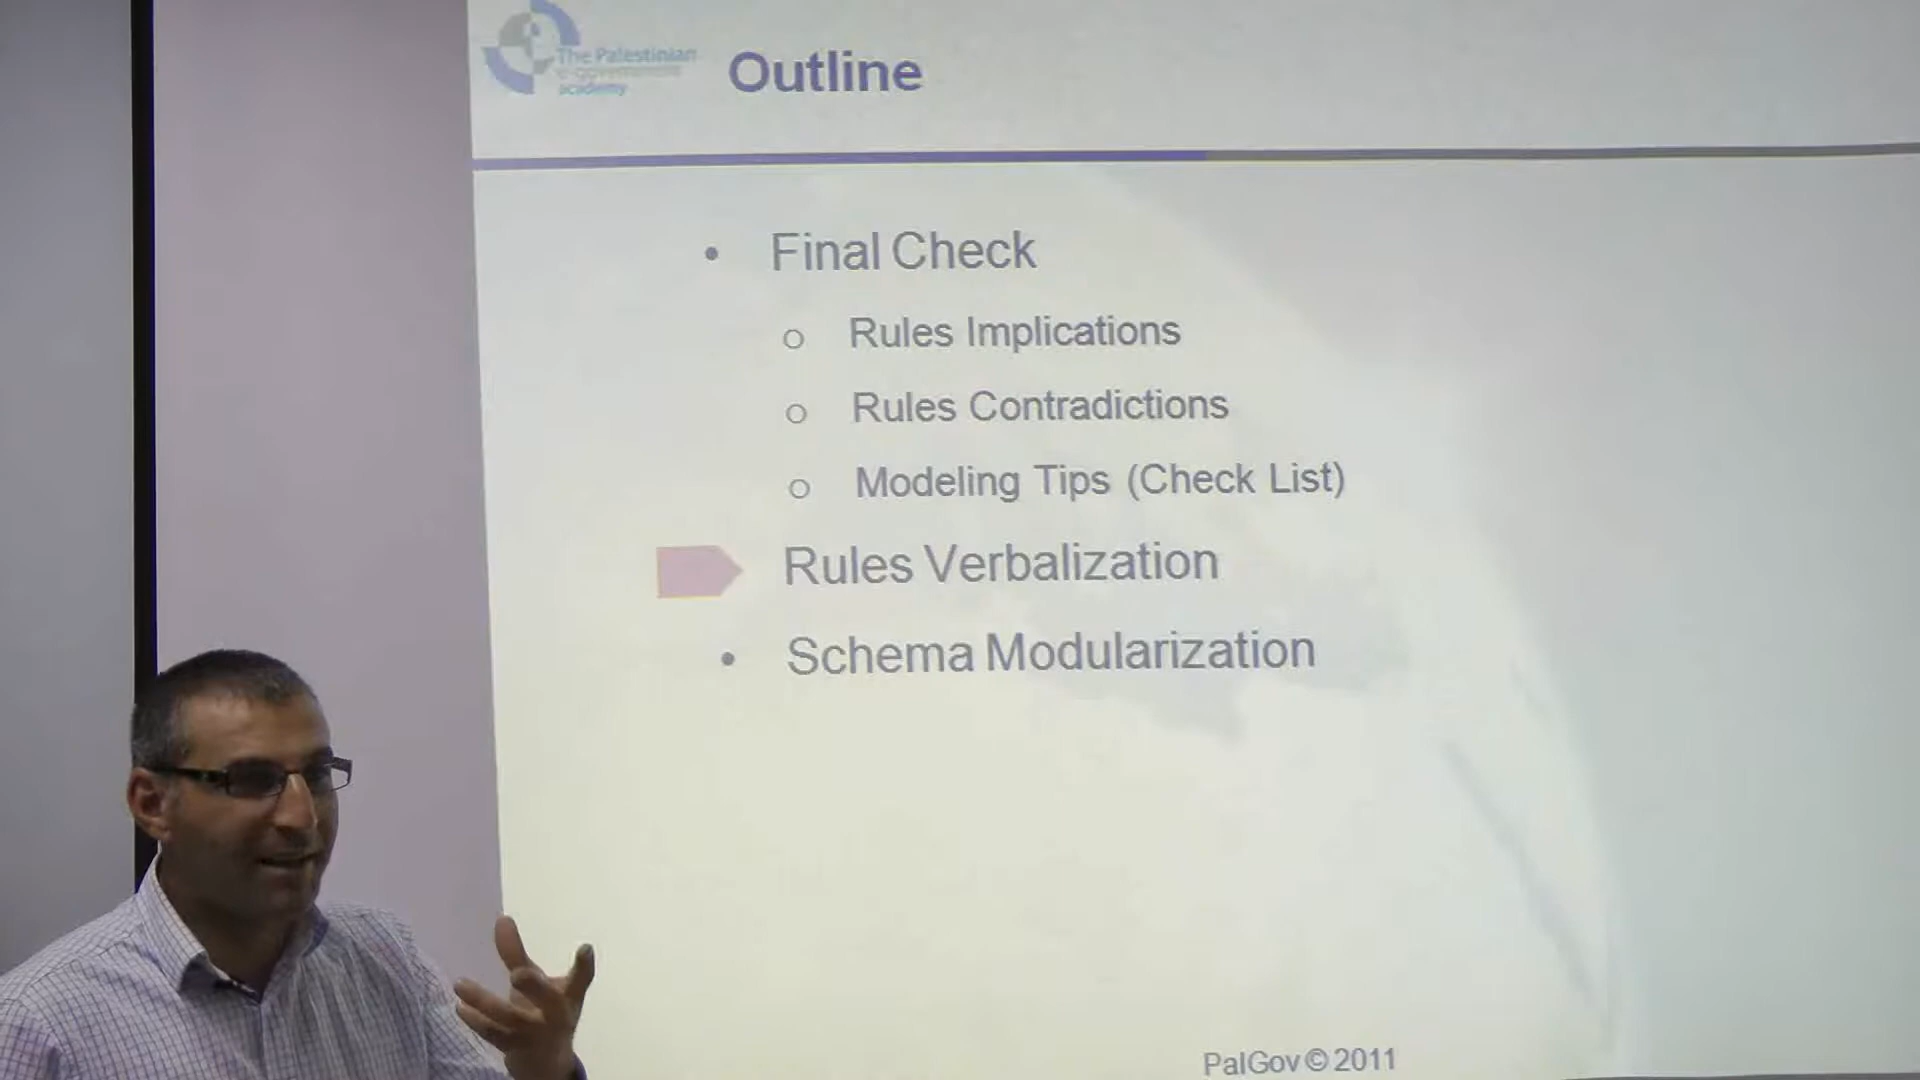 The Palestinian
e-government
academy
Outline
• Final Check
o Rules Implications
o Rules Contradictions
o Modeling Tips (Check List)
Rules Verbalization
• Schema Modularization
PalGov © 2011